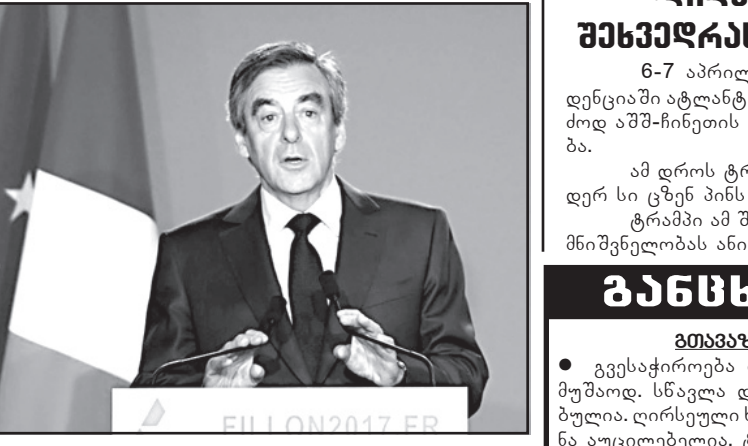 FILLON2017.FR
შეხვედრას
6-7 აპრილ
დენციაში ატლანტ
ძოდ აშშ-ჩინეთის
ბა.
ამ დროს ტრ
დერ სი ცზენ პინს
ტრამპი ამ შ
მნიშვნელობას ანი
განცხ
გთავაზ
● გვესაჭიროება
მუშაოდ. სწავლა დ
ბულია. ღირსეული ხ
ნა აუცილებელია.